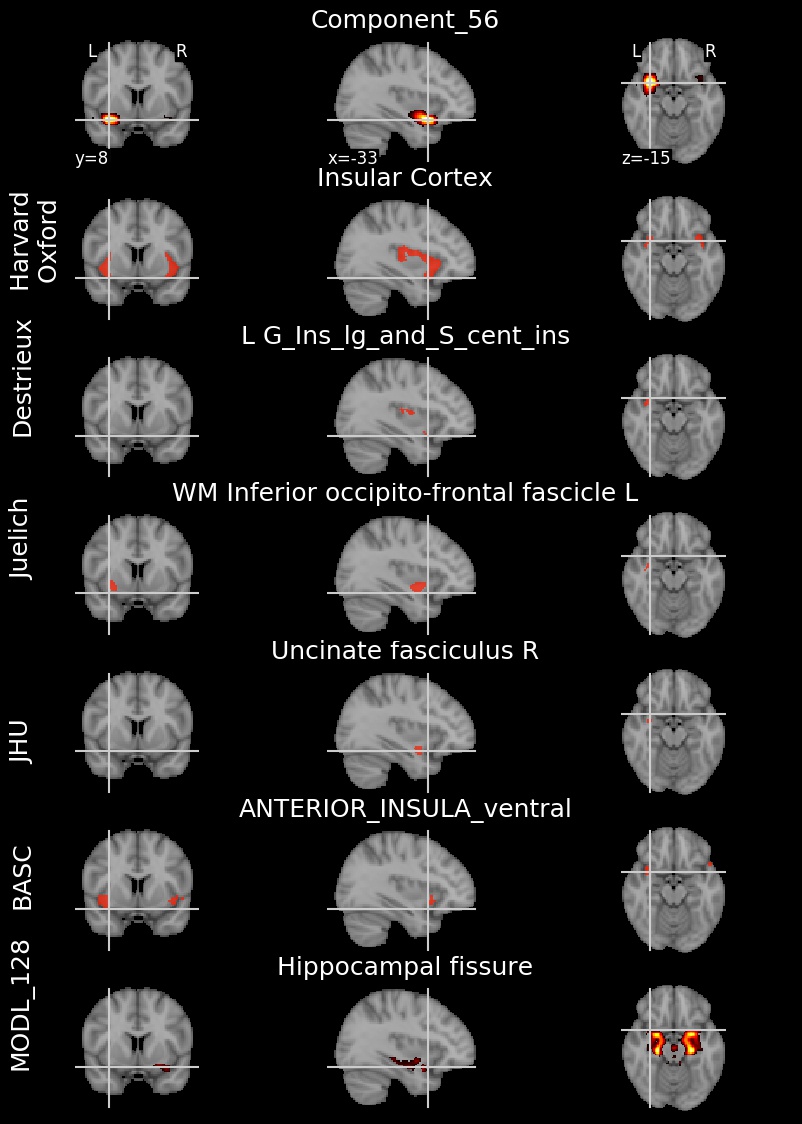 Component_56
L R
L R
y=8
x=-33
z=-15
Harvard
Oxford
Insular Cortex
Destrieux
L G_Ins_lg_and_S_cent_ins
Juelich
WM Inferior occipito-frontal fascicle L
JHU
Uncinate fasciculus R
BASC
ANTERIOR_INSULA_ventral
MODL_128
Hippocampal fissure